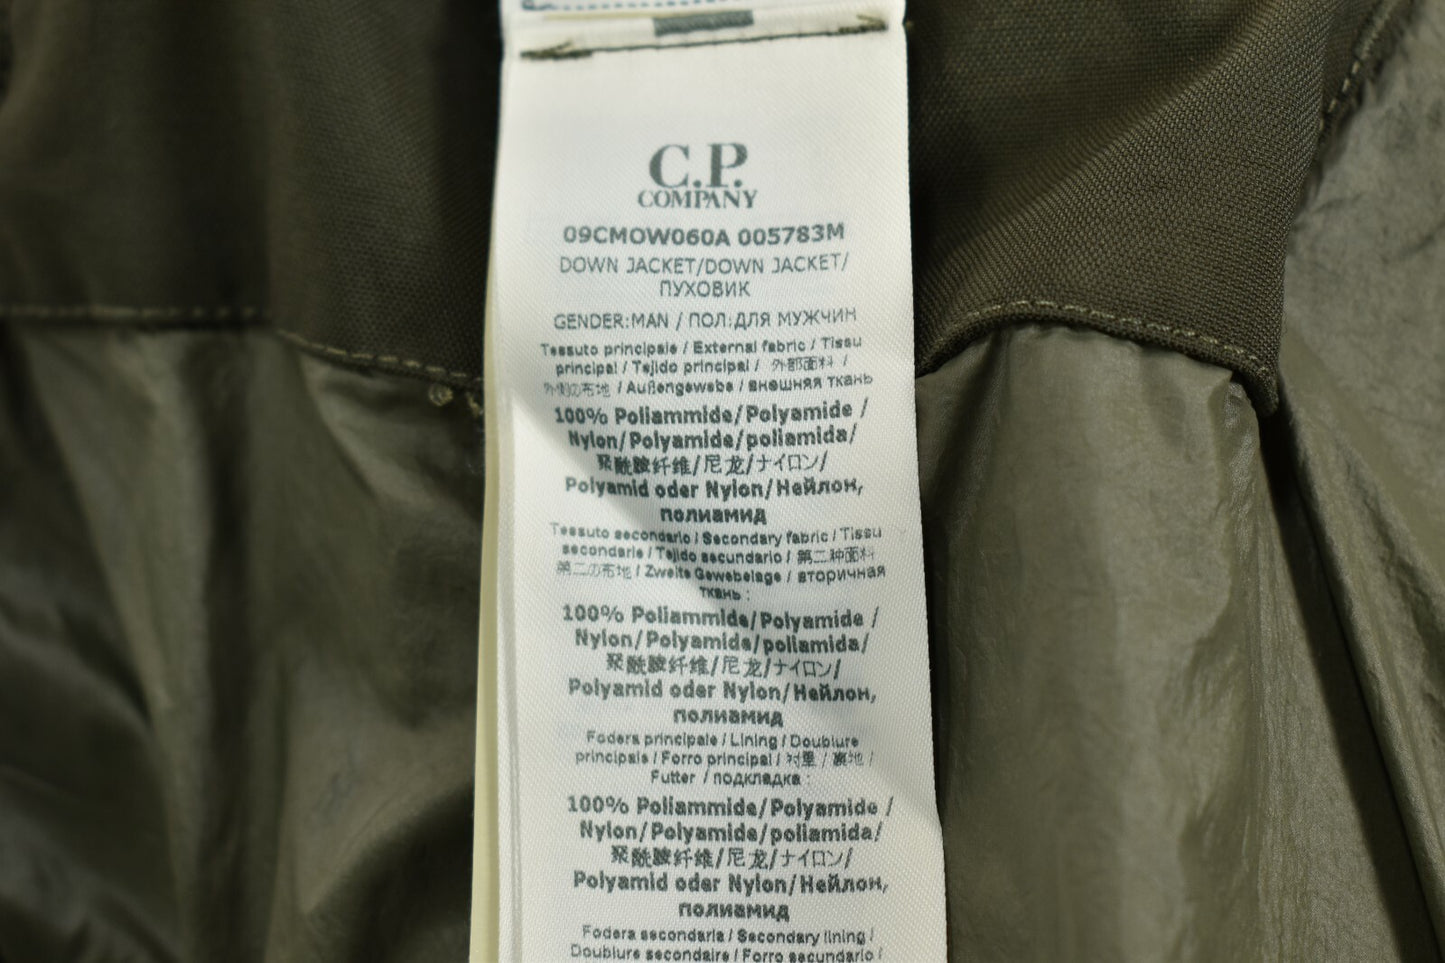 C.P.
COMPANY
09CMOW060A 005783M
DOWN JACKET/DOWN JACKET/
ПУХОВИК
GENDER:MAN / ПОЛ:ДЛЯ МУЖЧИН
Tessuto principale / External fabric / Tissu
principal / Tejido principal / 外部面料 /
外側の布地 / Außengewebe / внешняя ткань
100% Poliammide/Polyamide /
Nylon/Polyamide/poliamida/
聚酰胺纤维/尼龙/ナイロン/
Polyamid oder Nylon/Нейлон,
полиамид
Tessuto secondario / Secondary fabric / Tissu
secondarie / Tejido secundario / 第二种面料
第二の布地 / Zweite Gewebelage / вторичная
ткань :
100% Poliammide/Polyamide /
Nylon/Polyamide/poliamida/
聚酰胺纤维/尼龙/ナイロン/
Polyamid oder Nylon/Нейлон,
полиамид
Fodera principale / Lining / Doublure
principale / Forro principal / 衬里 / 裏地 /
Futter / подкладка :
100% Poliammide/Polyamide /
Nylon/Polyamide/poliamida/
聚酰胺纤维/尼龙/ナイロン/
Polyamid oder Nylon/Нейлон,
полиамид
Fodera secondaria / Secondary lining /
Doublure secondaire / Forro secundario /